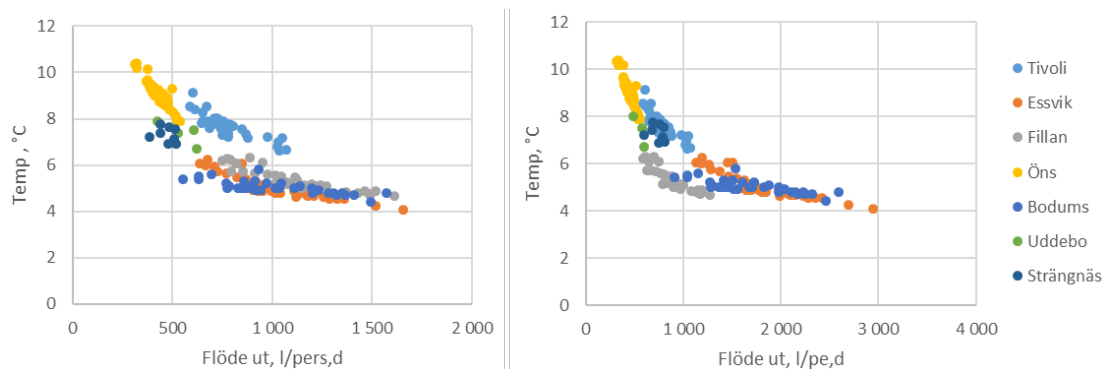 12
10
8
6
4
2
0
Temp , °C
0 500 1 000 1 500 2 000
Flöde ut, l/pers,d
12
10
8
6
4
2
0
Temp, °C
0 1 000 2 000 3 000 4 000
Flöde ut, l/pe,d
Tivoli
Essvik
Fillan
Öns
Bodums
Uddebo
Strängnäs